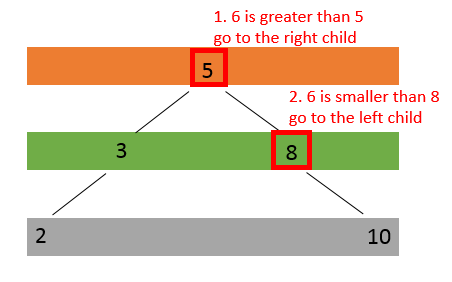 1. 6 is greater than 5
go to the right child
5
2. 6 is smaller than 8
go to the left child
3 8
2 10